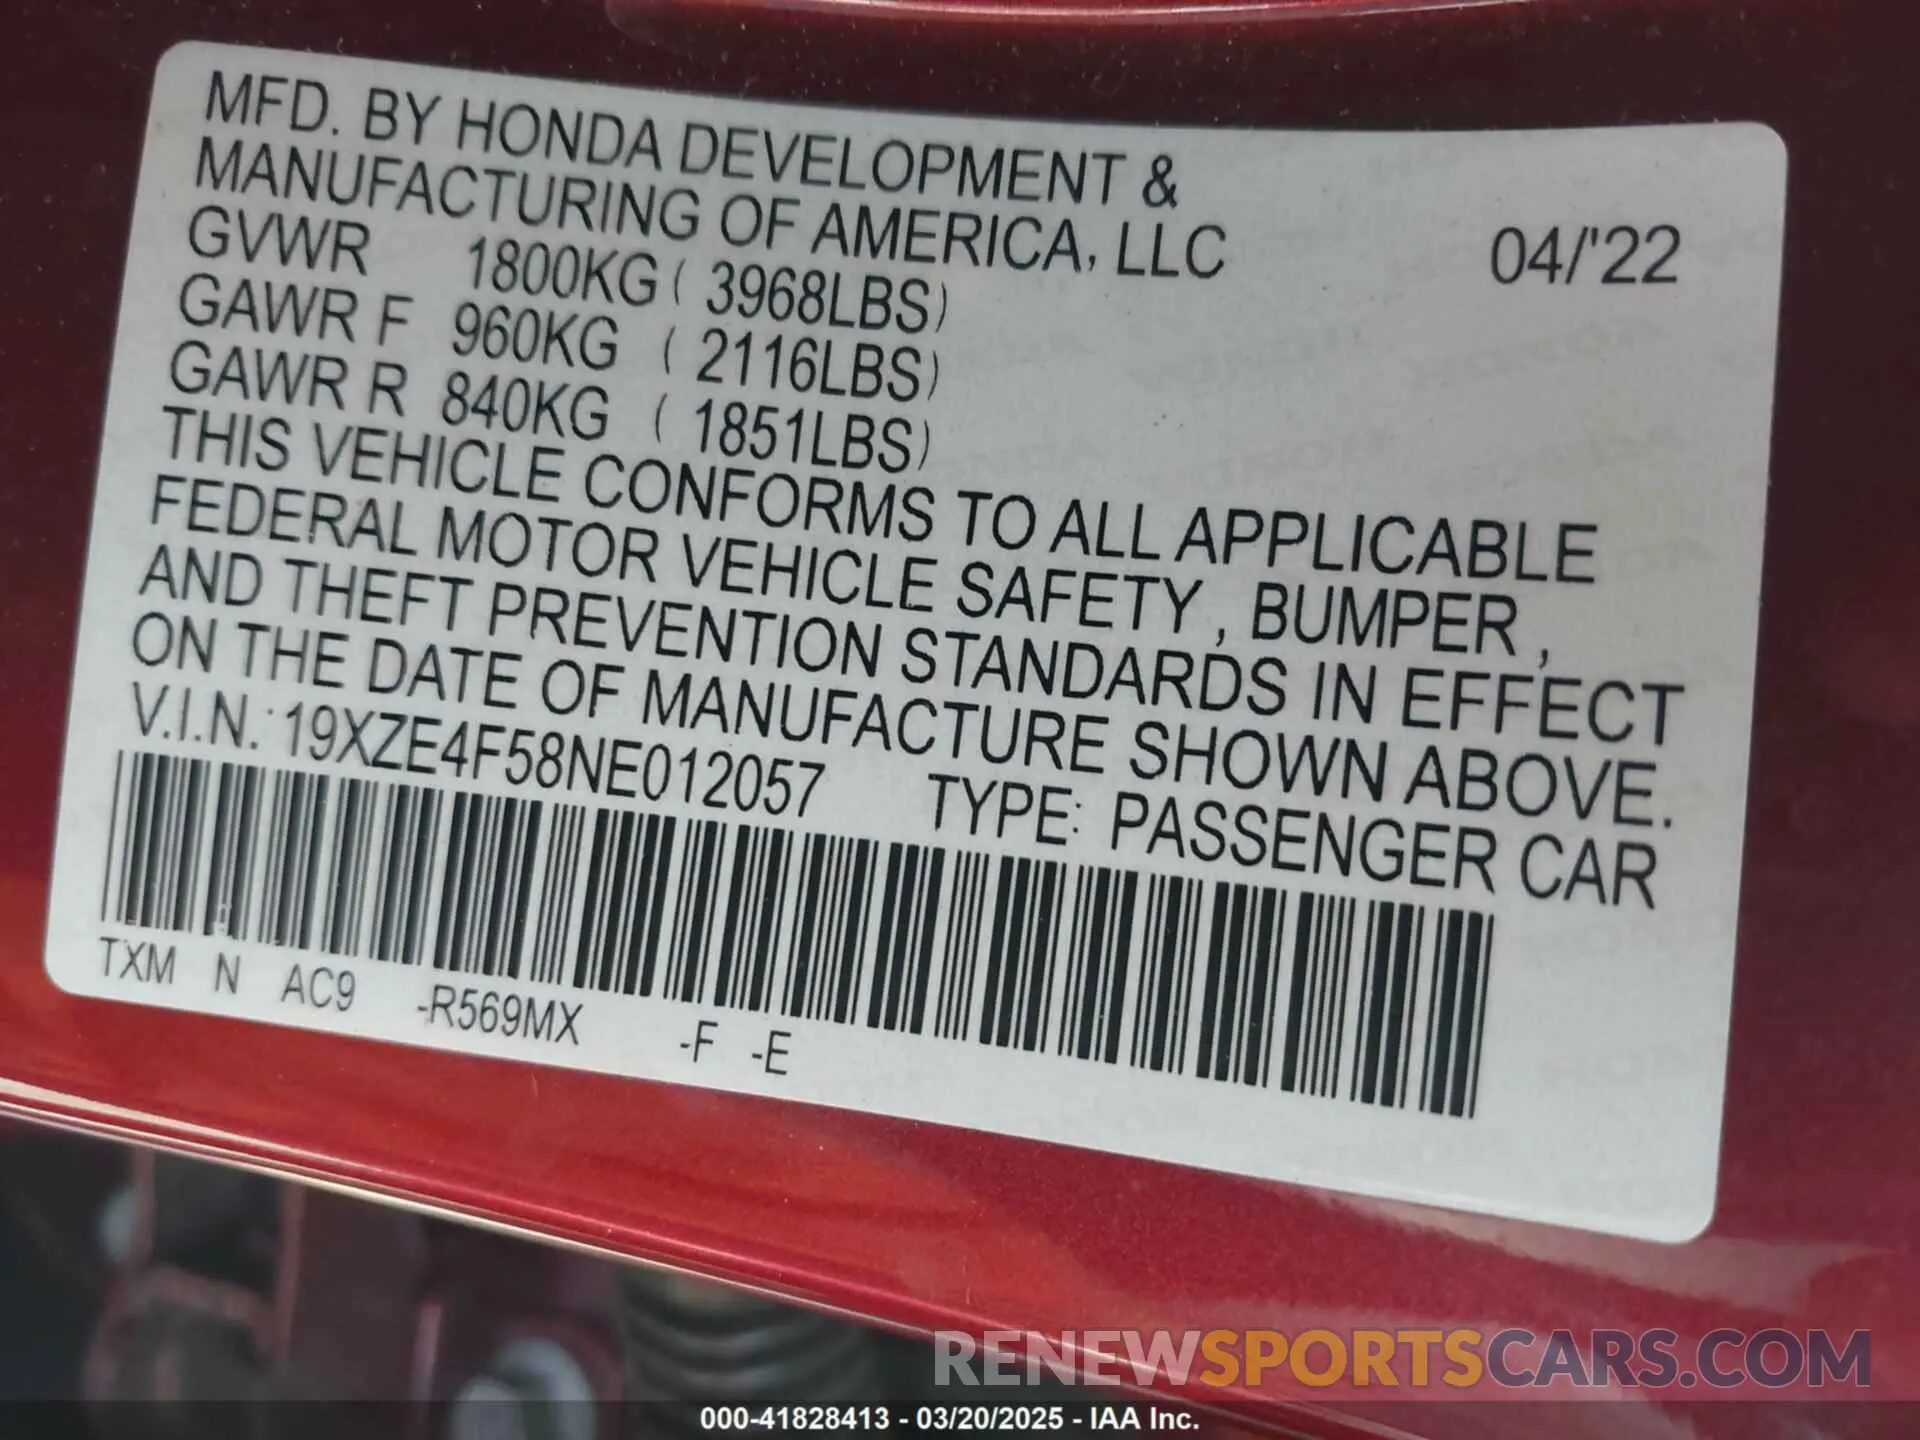 MFD. BY HONDA DEVELOPMENT &
MANUFACTURING OF AMERICA, LLC 04/'22
GVWR 1800KG ( 3968LBS)
GAWR F 960KG ( 2116LBS)
GAWR R 840KG ( 1851LBS)
THIS VEHICLE CONFORMS TO ALL APPLICABLE
FEDERAL MOTOR VEHICLE SAFETY , BUMPER ,
AND THEFT PREVENTION STANDARDS IN EFFECT
ON THE DATE OF MANUFACTURE SHOWN ABOVE.
V.I.N. : 19XZE4F58NE012057 TYPE: PASSENGER CAR
TXM N AC9 -R569MX -F -E
RENEWSPORTSCARS.COM
000-41828413 - 03/20/2025 - IAA Inc.